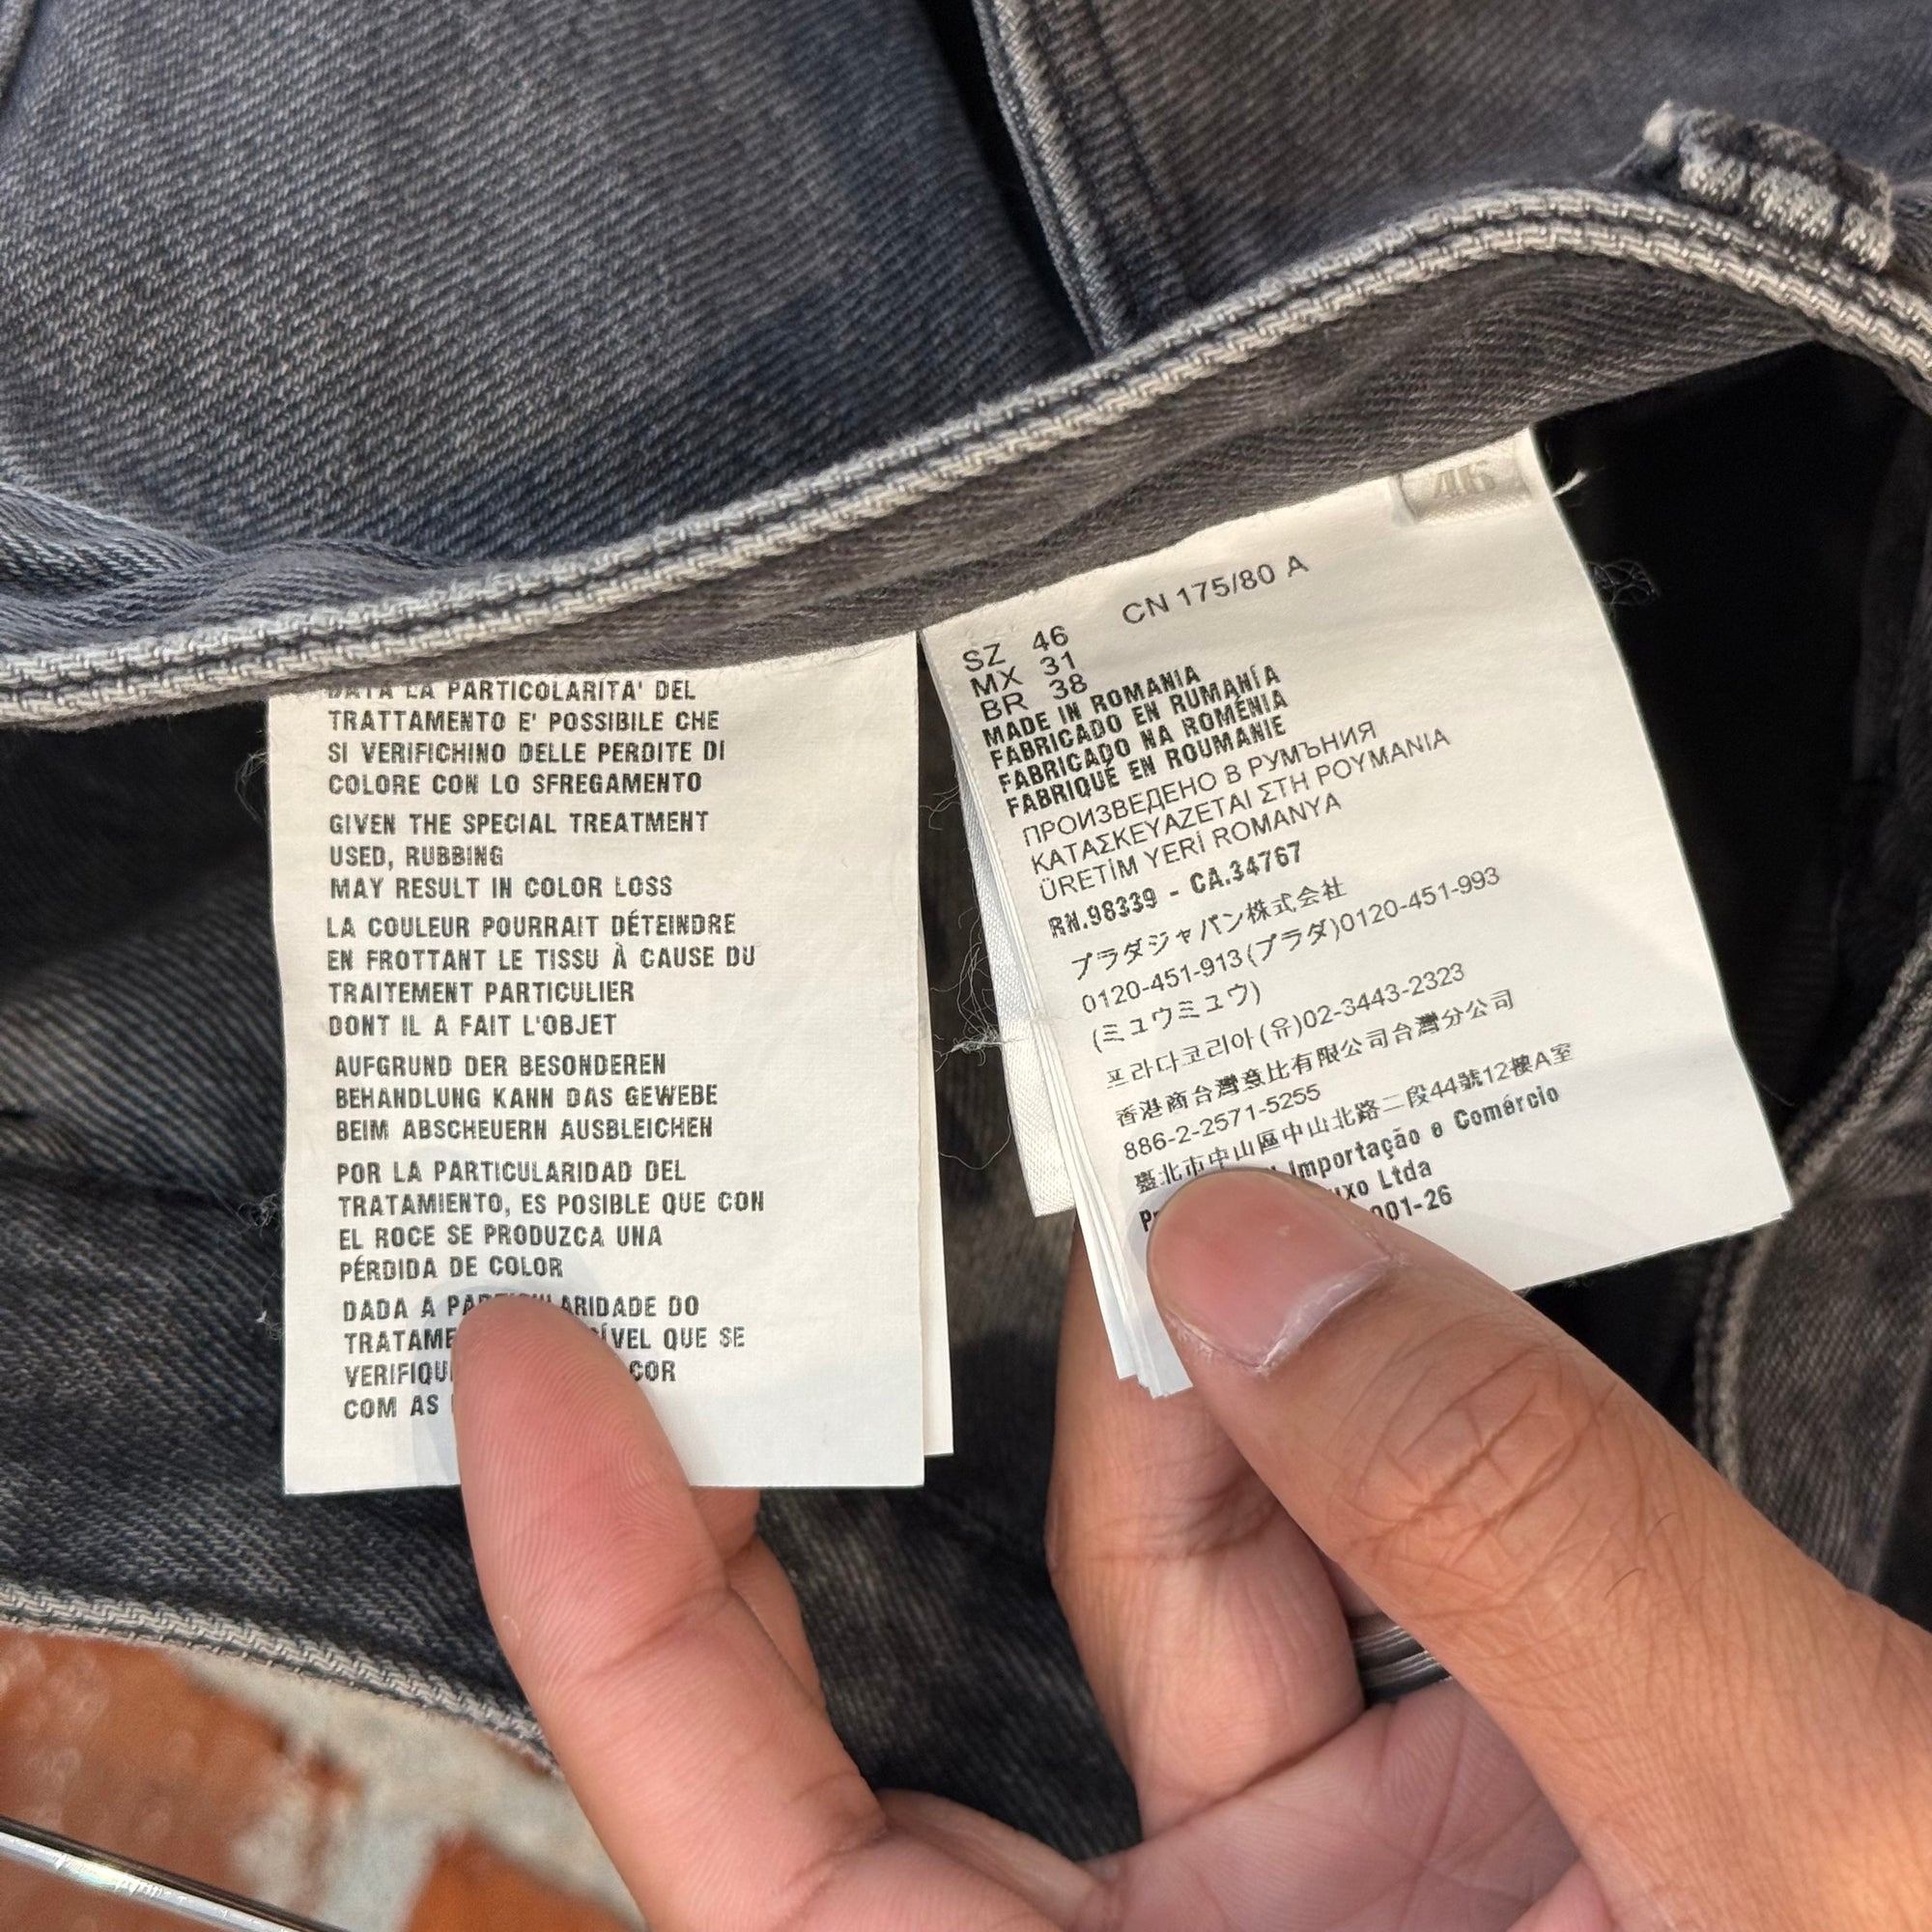 DATA LA PARTICOLARITA' DEL
TRATTAMENTO E' POSSIBILE CHE
SI VERIFICHINO DELLE PERDITE DI
COLORE CON LO SFREGAMENTO
GIVEN THE SPECIAL TREATMENT
USED, RUBBING
MAY RESULT IN COLOR LOSS
LA COULEUR POURRAIT DÉTEINDRE
EN FROTTANT LE TISSU À CAUSE DU
TRAITEMENT PARTICULIER
DONT IL A FAIT L'OBJET
AUFGRUND DER BESONDEREN
BEHANDLUNG KANN DAS GEWEBE
BEIM ABSCHEUERN AUSBLEICHEN
POR LA PARTICULARIDAD DEL
TRATAMIENTO, ES POSIBLE QUE CON
EL ROCE SE PRODUZCA UNA
PÉRDIDA DE COLOR
DADA A PARTICULARIDADE DO
QUE SE
COR
COM AS
46
CN 175/80 A
SZ 46
MX 31
BR 38
MADE IN ROMANIA
FABRICADO EN RUMANÍA
FABRICADO NA ROMÉNIA
FABRIQUÉ EN ROUMANIE
ПРОИЗВЕДЕНО В РУМЪНИЯ
ΚΑΤΑΣΚΕΥΑΖΕΤΑΙ ΣΤΗ ΡΟΥΜΑΝΙΑ
ÜRETİM YERİ ROMANYA
RN.98339 - CA.34767
プラダジャパン株式会社
0120-451-913(プラダ)0120-451-993
(ミュウミュウ)
프라다코리아(유)02-3443-2323
香港商台灣意比有限公司台灣分公司
886-2-2571-5255
臺北市中山區中山北路二段44號12樓A室
Importação e Comércio
Ltda
001-26